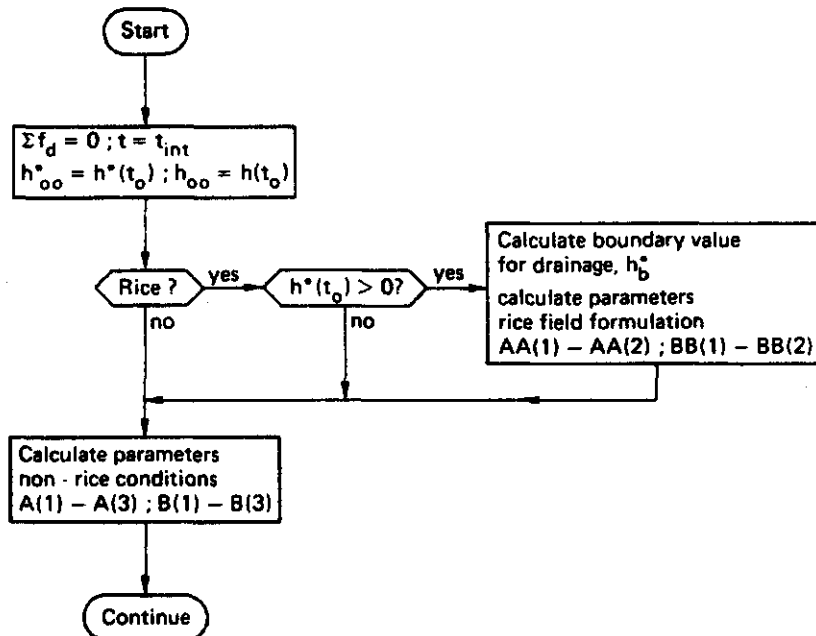 Start
Σf_d = 0 ; t = t_int
h*_oo = h*(t_o) ; h_oo = h(t_o)
Rice ?
yes
h*(t_o) > 0?
yes
Calculate boundary value
for drainage, h*_b
calculate parameters
rice field formulation
AA(1) – AA(2) ; BB(1) – BB(2)
no
no
Calculate parameters
non - rice conditions
A(1) – A(3) ; B(1) – B(3)
Continue